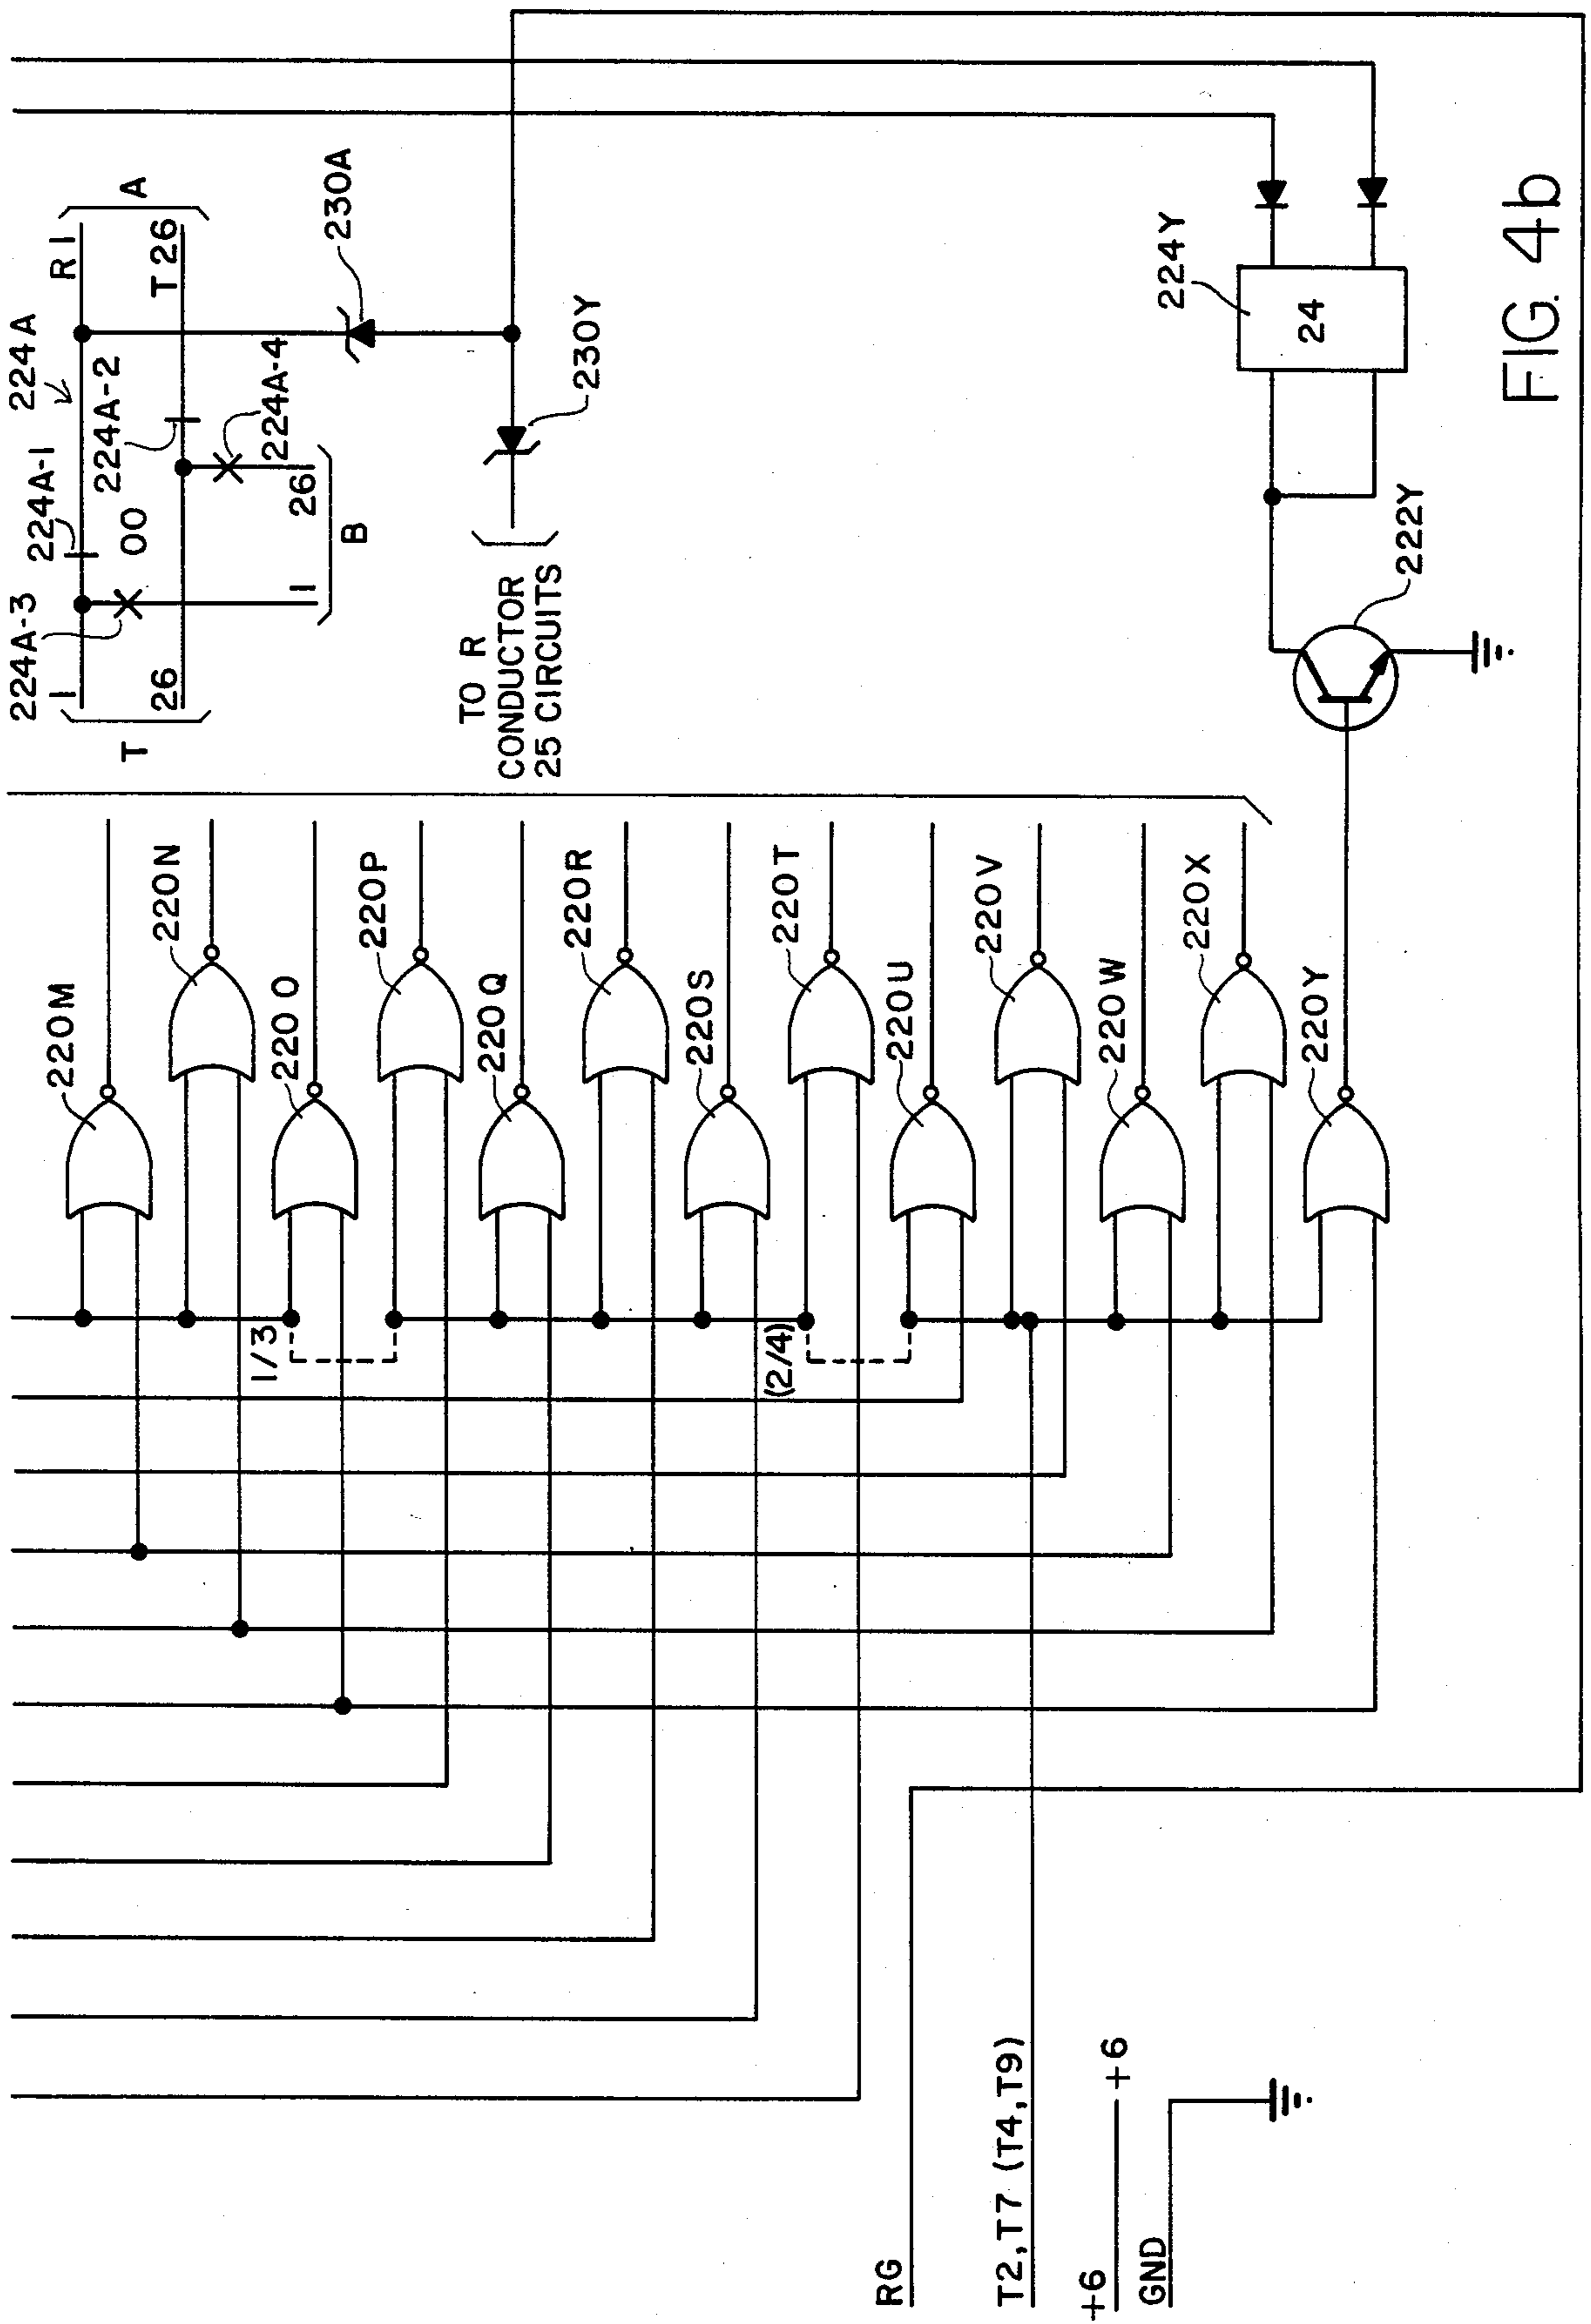 224A-3
224A-1
224A
1
R1
T
A
00
224A-2
26
T26
1
26
224A-4
B
230A
TO R
CONDUCTOR
25 CIRCUITS
230Y
220M
220N
220O
1/3
220P
220Q
220R
220S
220T
(2/4)
220U
220V
220W
220X
220Y
222Y
224Y
24
RG
T2,T7 (T4,T9)
+6
+6
GND
FIG. 4b